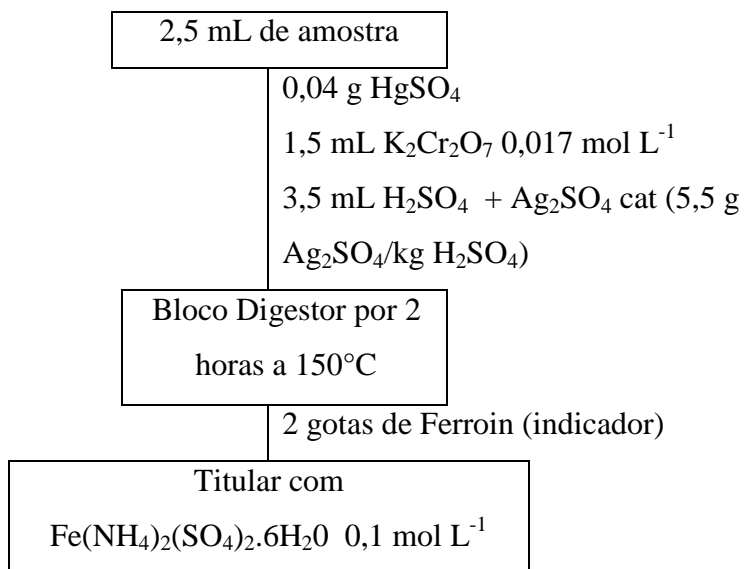 2,5 mL de amostra
0,04 g HgSO₄
1,5 mL K₂Cr₂O₇ 0,017 mol L⁻¹
3,5 mL H₂SO₄ + Ag₂SO₄ cat (5,5 g
Ag₂SO₄/kg H₂SO₄)
Bloco Digestor por 2
horas a 150°C
2 gotas de Ferroin (indicador)
Titular com
Fe(NH₄)₂(SO₄)₂.6H₂0 0,1 mol L⁻¹